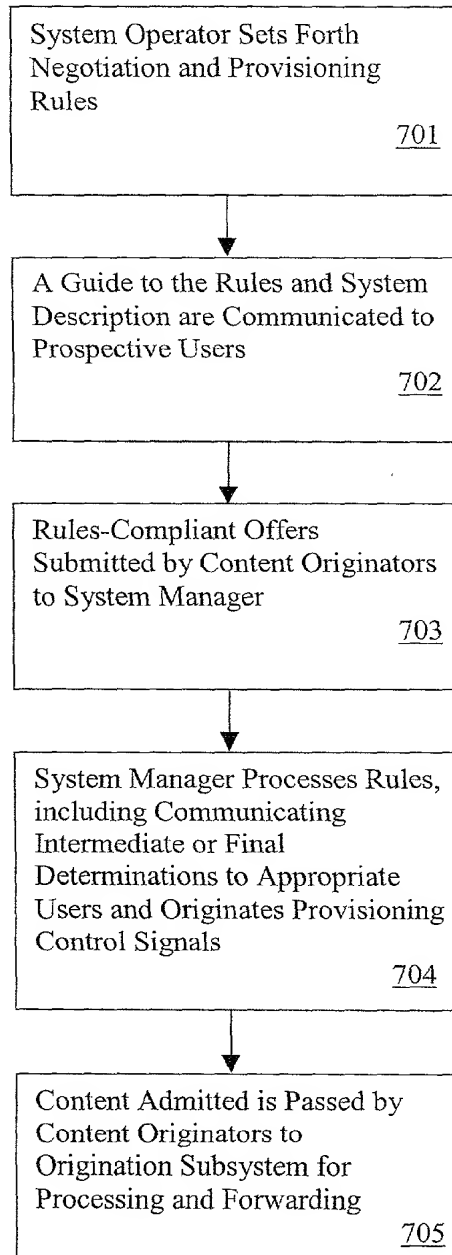 System Operator Sets Forth
Negotiation and Provisioning
Rules
701
A Guide to the Rules and System
Description are Communicated to
Prospective Users
702
Rules-Compliant Offers
Submitted by Content Originators
to System Manager
703
System Manager Processes Rules,
including Communicating
Intermediate or Final
Determinations to Appropriate
Users and Originates Provisioning
Control Signals
704
Content Admitted is Passed by
Content Originators to
Origination Subsystem for
Processing and Forwarding
705